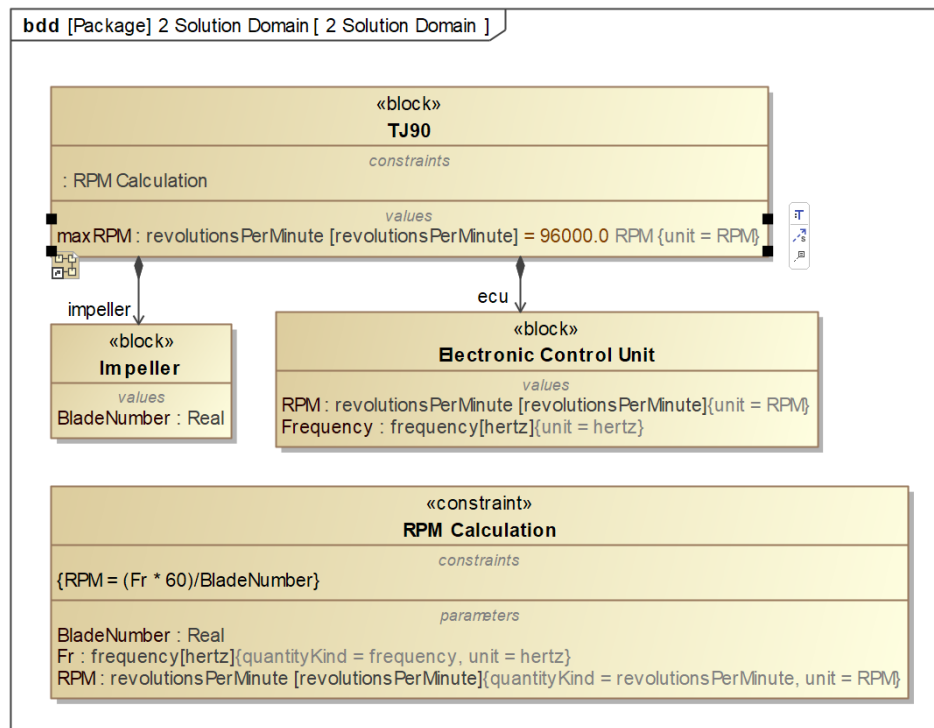 bdd [Package] 2 Solution Domain [ 2 Solution Domain ]
«block»
TJ90
constraints
: RPM Calculation
values
maxRPM : revolutionsPerMinute [revolutionsPerMinute] = 96000.0 RPM {unit = RPM}
impeller
ecu
«block»
Impeller
values
BladeNumber : Real
«block»
Electronic Control Unit
values
RPM : revolutionsPerMinute [revolutionsPerMinute]{unit = RPM}
Frequency : frequency[hertz]{unit = hertz}
«constraint»
RPM Calculation
constraints
{RPM = (Fr * 60)/BladeNumber}
parameters
BladeNumber : Real
Fr : frequency[hertz]{quantityKind = frequency, unit = hertz}
RPM : revolutionsPerMinute [revolutionsPerMinute]{quantityKind = revolutionsPerMinute, unit = RPM}